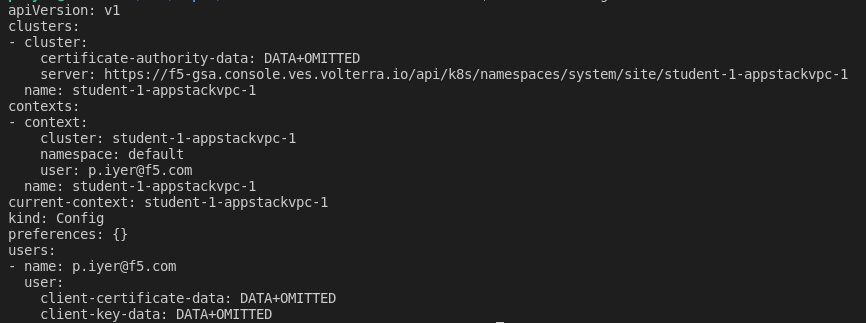 apiVersion: v1
clusters:
- cluster:
    certificate-authority-data: DATA+OMITTED
    server: https://f5-gsa.console.ves.volterra.io/api/k8s/namespaces/system/site/student-1-appstackvpc-1
  name: student-1-appstackvpc-1
contexts:
- context:
    cluster: student-1-appstackvpc-1
    namespace: default
    user: p.iyer@f5.com
  name: student-1-appstackvpc-1
current-context: student-1-appstackvpc-1
kind: Config
preferences: {}
users:
- name: p.iyer@f5.com
  user:
    client-certificate-data: DATA+OMITTED
    client-key-data: DATA+OMITTED